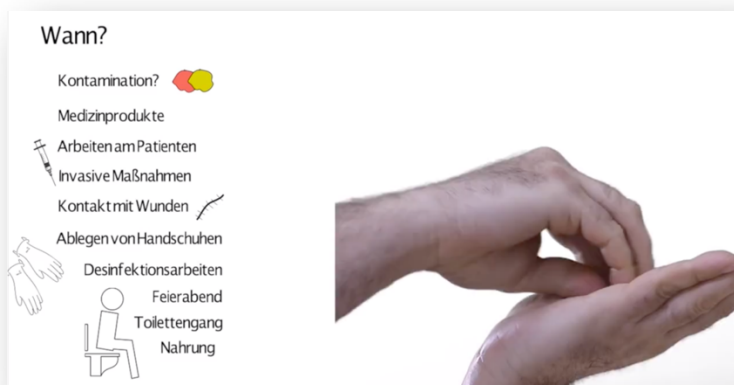 Wann?
Kontamination?
Medizinprodukte
Arbeiten am Patienten
Invasive Maßnahmen
Kontakt mit Wunden
Ablegen von Handschuhen
Desinfektionsarbeiten
Feierabend
Toilettengang
Nahrung